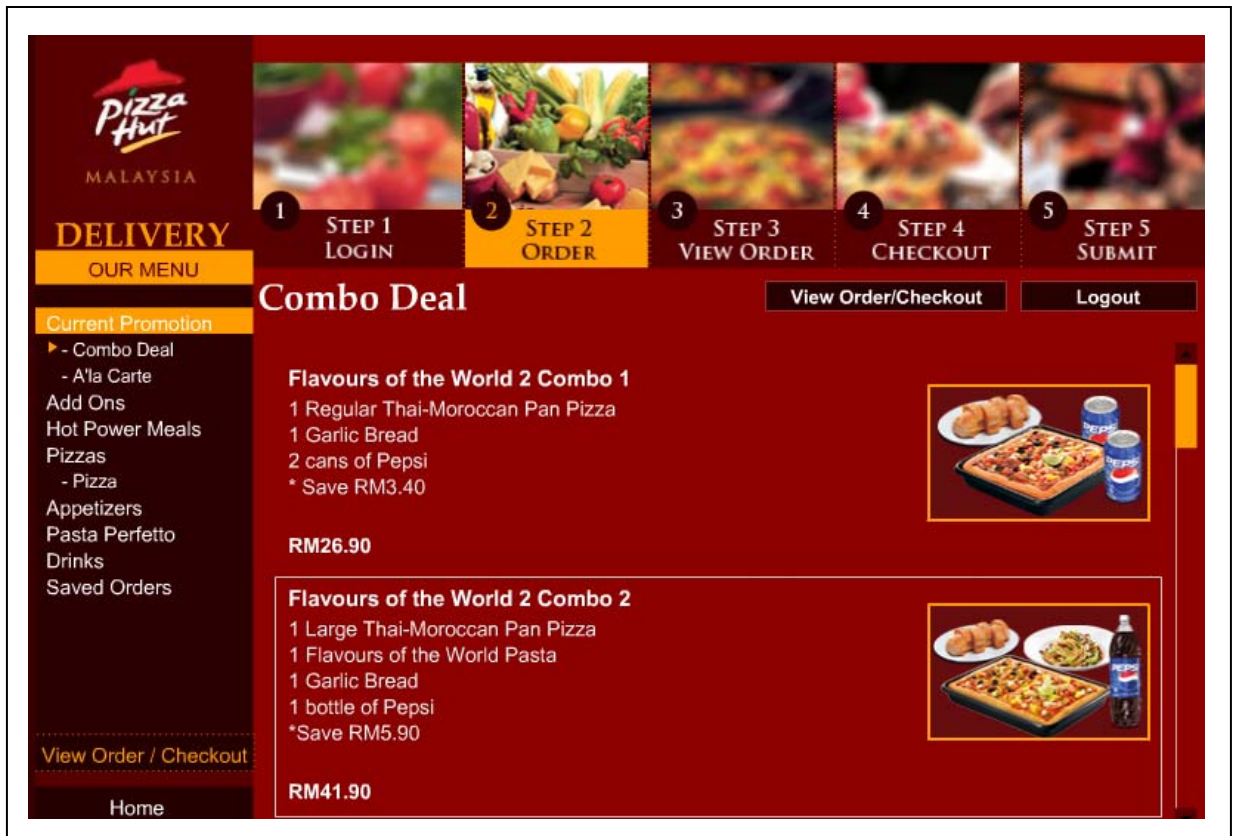 Pizza
Hut
MALAYSIA
DELIVERY
OUR MENU
Current Promotion
- Combo Deal
- A'la Carte
Add Ons
Hot Power Meals
Pizzas
- Pizza
Appetizers
Pasta Perfetto
Drinks
Saved Orders
View Order / Checkout
Home
1
STEP 1
LOGIN
2
STEP 2
ORDER
3
STEP 3
VIEW ORDER
4
STEP 4
CHECKOUT
5
STEP 5
SUBMIT
Combo Deal
View Order/Checkout
Logout
Flavours of the World 2 Combo 1
1 Regular Thai-Moroccan Pan Pizza
1 Garlic Bread
2 cans of Pepsi
* Save RM3.40
RM26.90
PEPSI
PEPSI
Flavours of the World 2 Combo 2
1 Large Thai-Moroccan Pan Pizza
1 Flavours of the World Pasta
1 Garlic Bread
1 bottle of Pepsi
*Save RM5.90
RM41.90
PEPSI